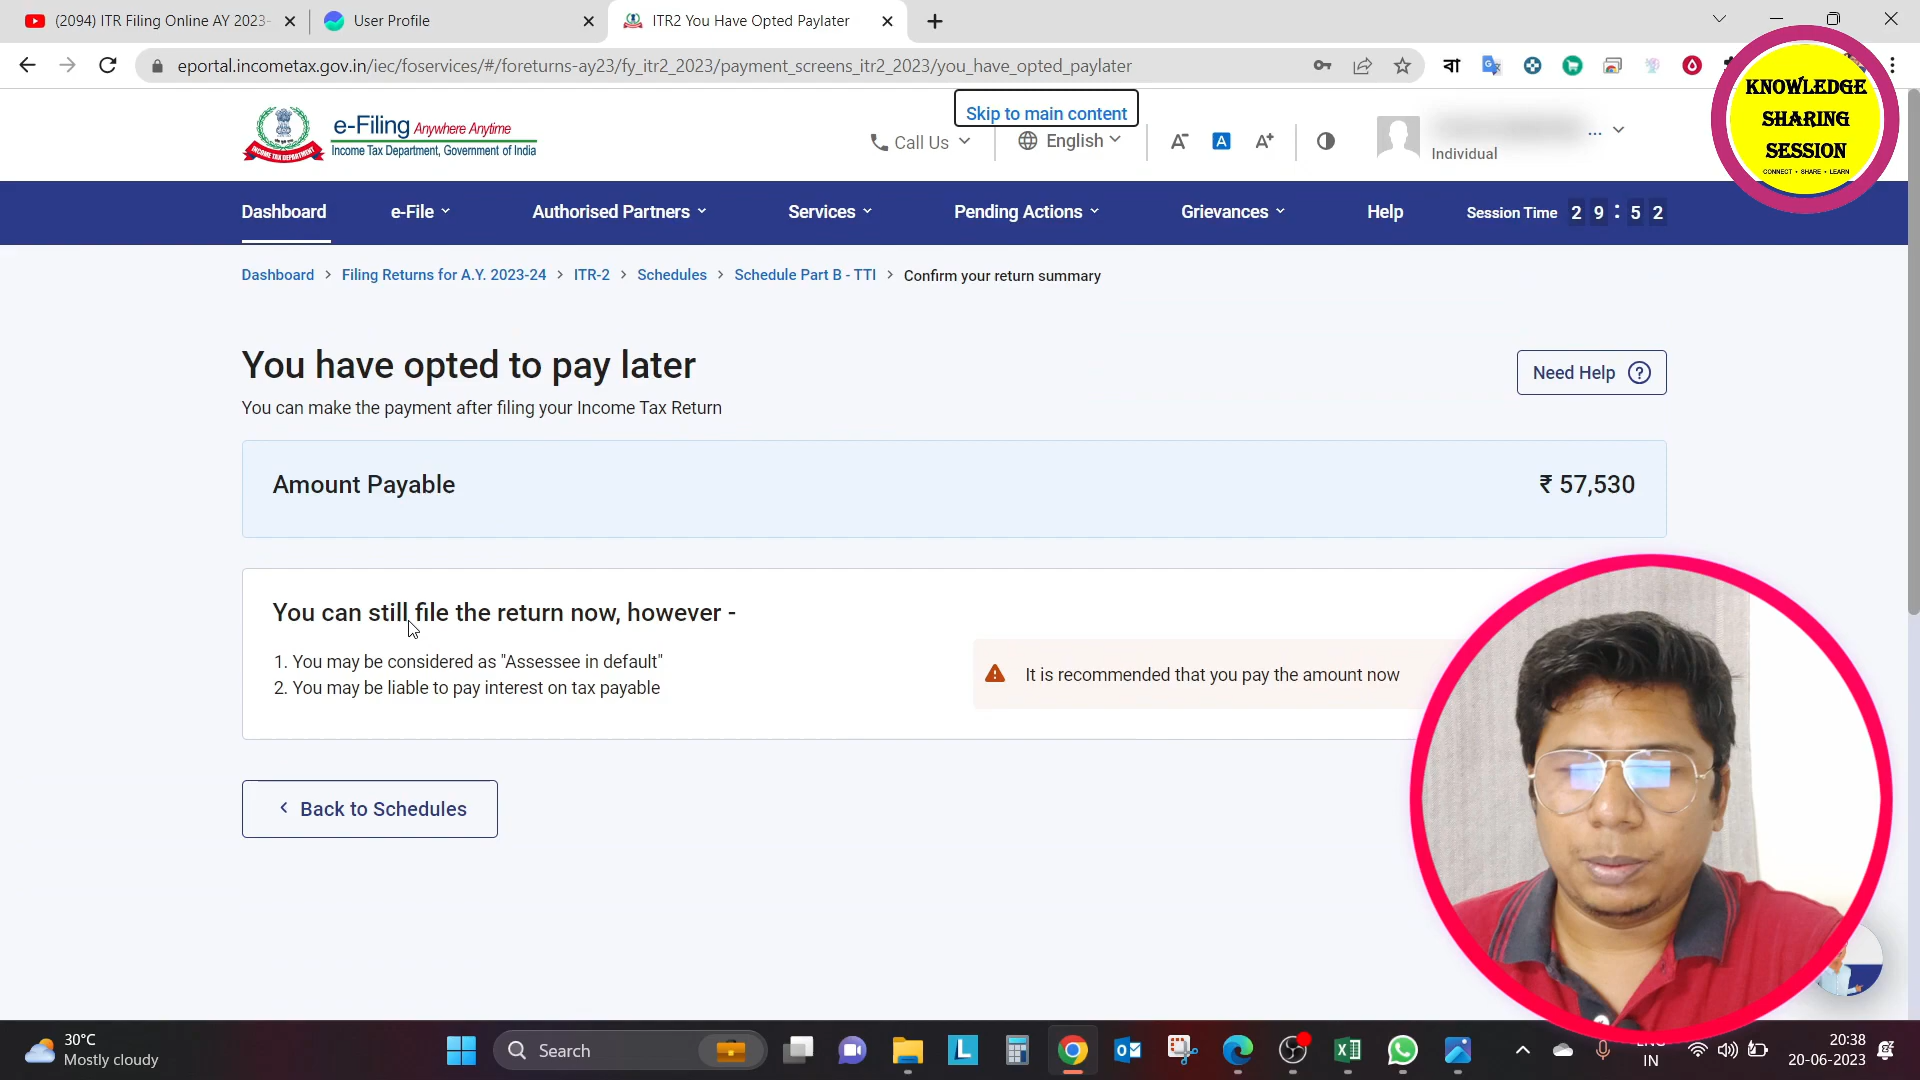 (2094) ITR Filing Online AY 2023-
User Profile
ITR2 You Have Opted Paylater
eportal.incometax.gov.in/iec/foservices/#/foreturns-ay23/fy_itr2_2023/payment_screens_itr2_2023/you_have_opted_paylater
বা
KNOWLEDGE
SHARING
SESSION
CONNECT • SHARE • LEARN
e-Filing Anywhere Anytime
Income Tax Department, Government of India
INCOME TAX DEPARTMENT
Skip to main content
Call Us
English
A-
A
A+
...
Individual
Dashboard
e-File
Authorised Partners
Services
Pending Actions
Grievances
Help
Session Time 2 9 : 5 2
Dashboard > Filing Returns for A.Y. 2023-24 > ITR-2 > Schedules > Schedule Part B - TTI > Confirm your return summary
You have opted to pay later
Need Help ?
You can make the payment after filing your Income Tax Return
Amount Payable
₹ 57,530
You can still file the return now, however -
1. You may be considered as "Assessee in default"
2. You may be liable to pay interest on tax payable
It is recommended that you pay the amount now
< Back to Schedules
30°C
Mostly cloudy
Search
ENG
IN
20:38
20-06-2023